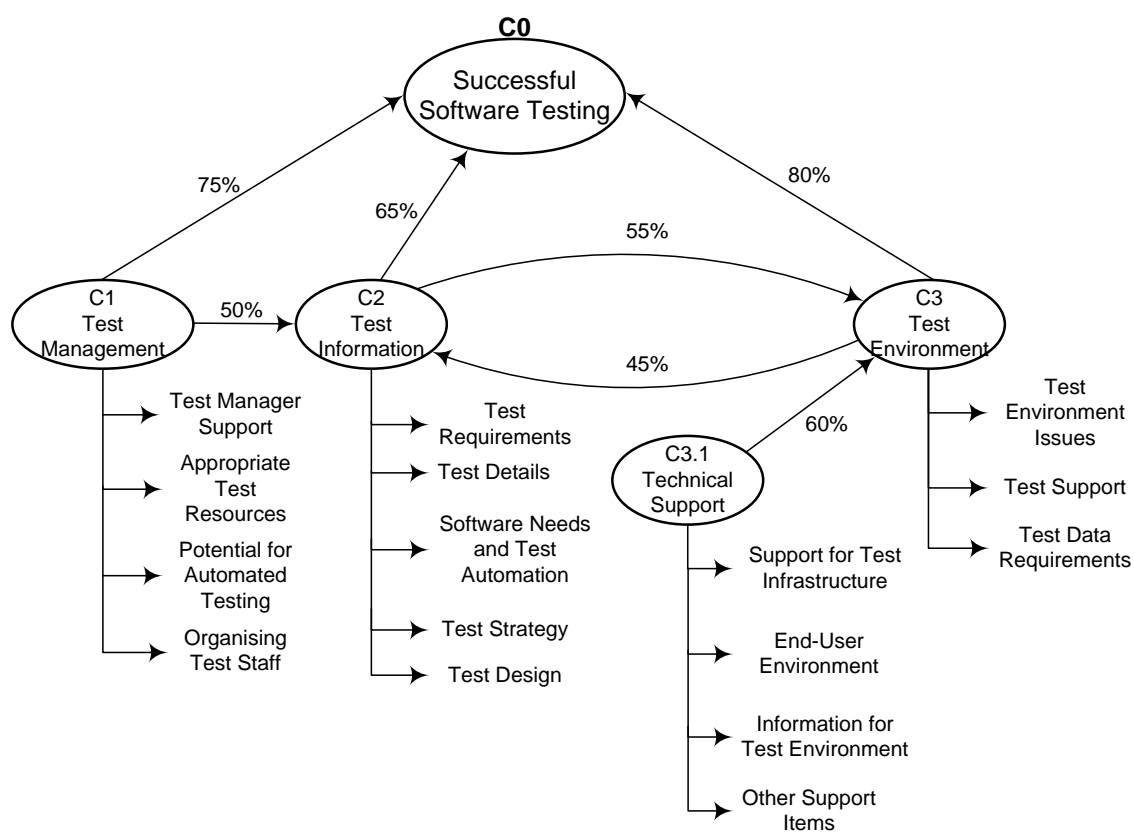 C0
Successful
Software Testing
75%
65%
80%
55%
50%
45%
60%
C1
Test
Management
C2
Test
Information
C3
Test
Environment
C3.1
Technical
Support
Test Manager
Support
Appropriate
Test
Resources
Potential for
Automated
Testing
Organising
Test Staff
Test
Requirements
Test Details
Software Needs
and Test
Automation
Test Strategy
Test Design
Support for Test
Infrastructure
End-User
Environment
Information for
Test Environment
Other Support
Items
Test
Environment
Issues
Test Support
Test Data
Requirements